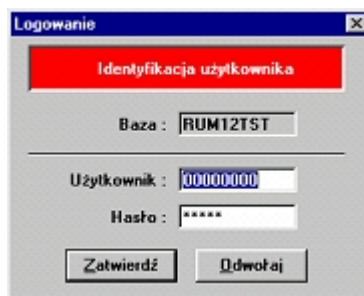 Logowanie
Identyfikacja użytkownika
Baza : RUM12TST
Użytkownik : 00000000
Hasło : *****
Zatwierdź Odwołaj